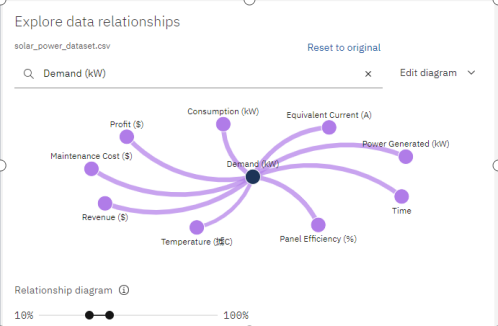 Explore data relationships
solar_power_dataset.csv
Reset to original
Demand (kW)
×
Edit diagram
Consumption (kW)
Equivalent Current (A)
Profit ($)
Power Generated (kW)
Maintenance Cost ($)
Demand (kW)
Revenue ($)
Time
Temperature
Panel Efficiency (%)
Relationship diagram
10%
100%